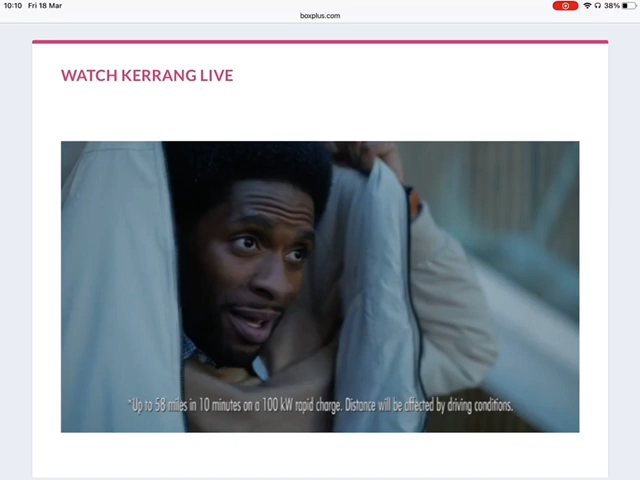 10:10 Fri 18 Mar
38%
boxplus.com
WATCH KERRANG LIVE
*Up to 58 miles in 10 minutes on a 100 kW rapid charge. Distance will be affected by driving conditions.